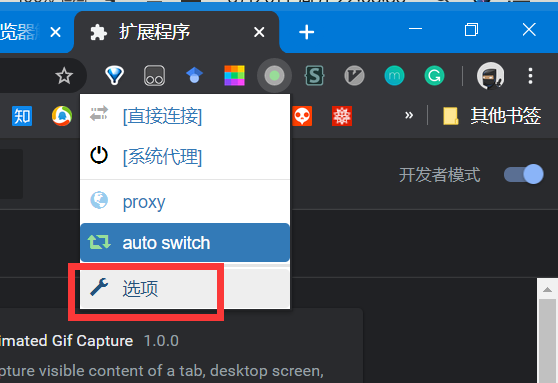 扩展程序
知
其他书签
[直接连接]
[系统代理]
开发者模式
proxy
auto switch
选项
imated Gif Capture 1.0.0
pture visible content of a tab, desktop screen,